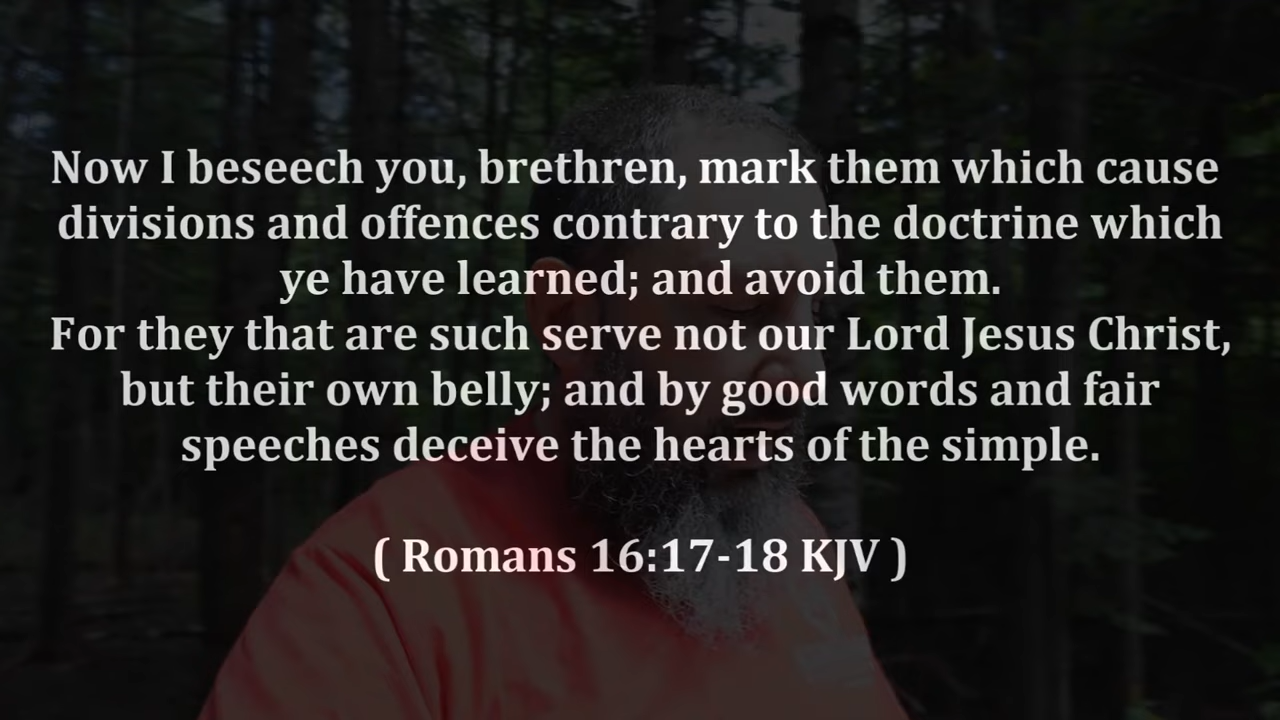 Now I beseech you, brethren, mark them which cause
divisions and offences contrary to the doctrine which
ye have learned; and avoid them.
For they that are such serve not our Lord Jesus Christ,
but their own belly; and by good words and fair
speeches deceive the hearts of the simple.
( Romans 16:17-18 KJV )